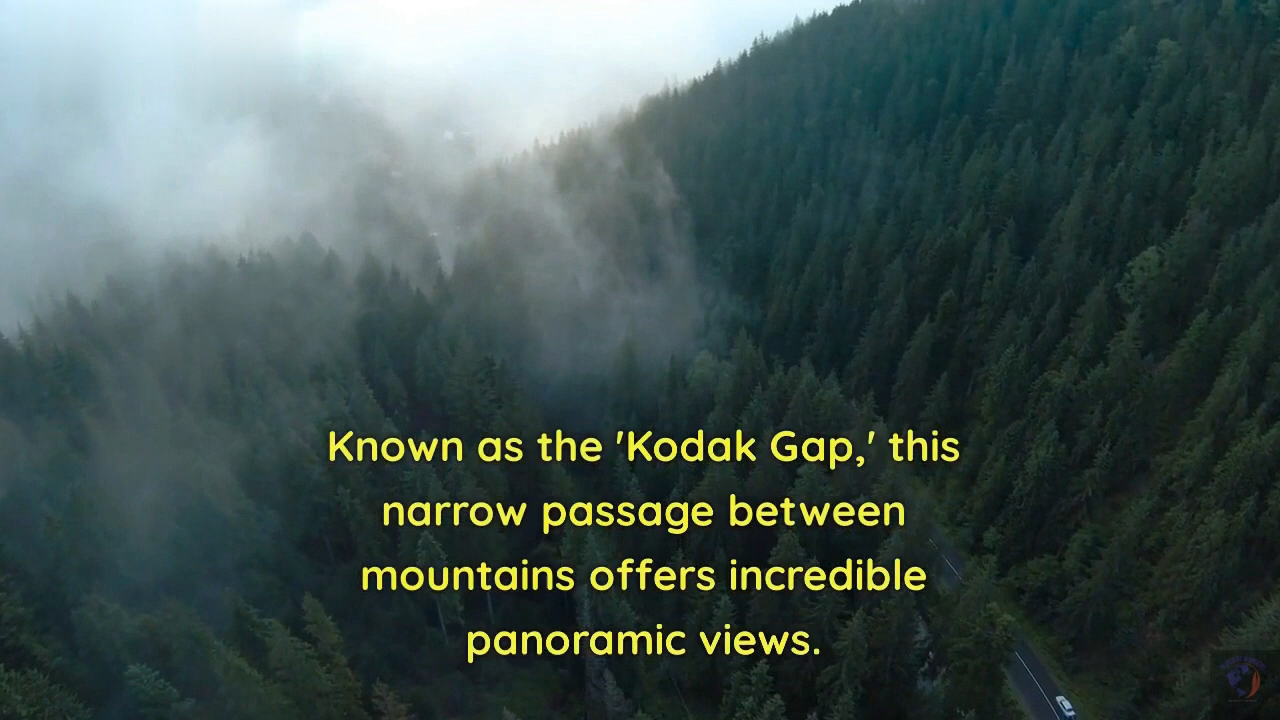 Known as the 'Kodak Gap,' this
narrow passage between
mountains offers incredible
panoramic views.